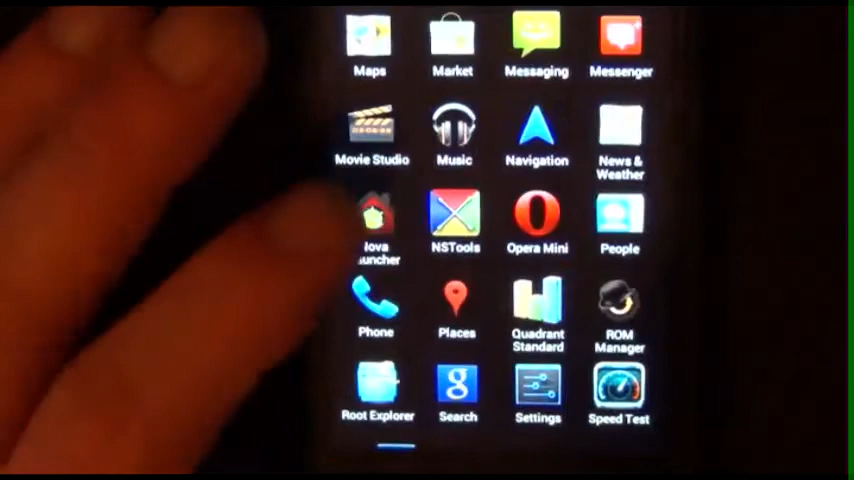 Maps Market Messaging Messenger
Movie Studio Music Navigation News &
Weather
NSTools Opera Mini People
Phone Places Quadrant ROM
Standard Manager
Root Explorer Search Settings Speed Test